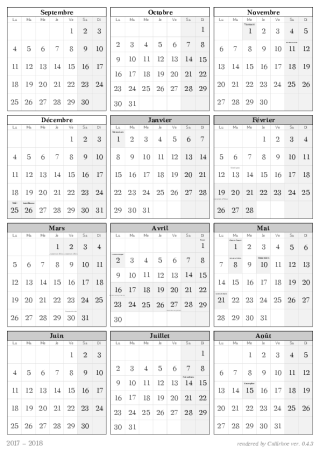 Septembre
Lu Ma Me Je Ve Sa Di
1 2 3
4 5 6 7 8 9 10
11 12 13 14 15 16 17
18 19 20 21 22 23 24
25 26 27 28 29 30
Octobre
Lu Ma Me Je Ve Sa Di
1
2 3 4 5 6 7 8
9 10 11 12 13 14 15
16 17 18 19 20 21 22
23 24 25 26 27 28 29
30 31
Novembre
Lu Ma Me Je Ve Sa Di
1 2 3 4 5
6 7 8 9 10 11 12
13 14 15 16 17 18 19
20 21 22 23 24 25 26
27 28 29 30
Décembre
Lu Ma Me Je Ve Sa Di
1 2 3
4 5 6 7 8 9 10
11 12 13 14 15 16 17
18 19 20 21 22 23 24
25 26 27 28 29 30 31
Janvier
Lu Ma Me Je Ve Sa Di
1 2 3 4 5 6 7
8 9 10 11 12 13 14
15 16 17 18 19 20 21
22 23 24 25 26 27 28
29 30 31
Février
Lu Ma Me Je Ve Sa Di
1 2 3 4
5 6 7 8 9 10 11
12 13 14 15 16 17 18
19 20 21 22 23 24 25
26 27 28
Mars
Lu Ma Me Je Ve Sa Di
1 2 3 4
5 6 7 8 9 10 11
12 13 14 15 16 17 18
19 20 21 22 23 24 25
26 27 28 29 30 31
Avril
Lu Ma Me Je Ve Sa Di
1
2 3 4 5 6 7 8
9 10 11 12 13 14 15
16 17 18 19 20 21 22
23 24 25 26 27 28 29
30
Mai
Lu Ma Me Je Ve Sa Di
1 2 3 4 5 6
7 8 9 10 11 12 13
14 15 16 17 18 19 20
21 22 23 24 25 26 27
28 29 30 31
Juin
Lu Ma Me Je Ve Sa Di
1 2 3
4 5 6 7 8 9 10
11 12 13 14 15 16 17
18 19 20 21 22 23 24
25 26 27 28 29 30
Juillet
Lu Ma Me Je Ve Sa Di
1
2 3 4 5 6 7 8
9 10 11 12 13 14 15
16 17 18 19 20 21 22
23 24 25 26 27 28 29
30 31
Août
Lu Ma Me Je Ve Sa Di
1 2 3 4 5
6 7 8 9 10 11 12
13 14 15 16 17 18 19
20 21 22 23 24 25 26
27 28 29 30 31
2017 – 2018
rendered by Callirhoe ver. 0.4.3